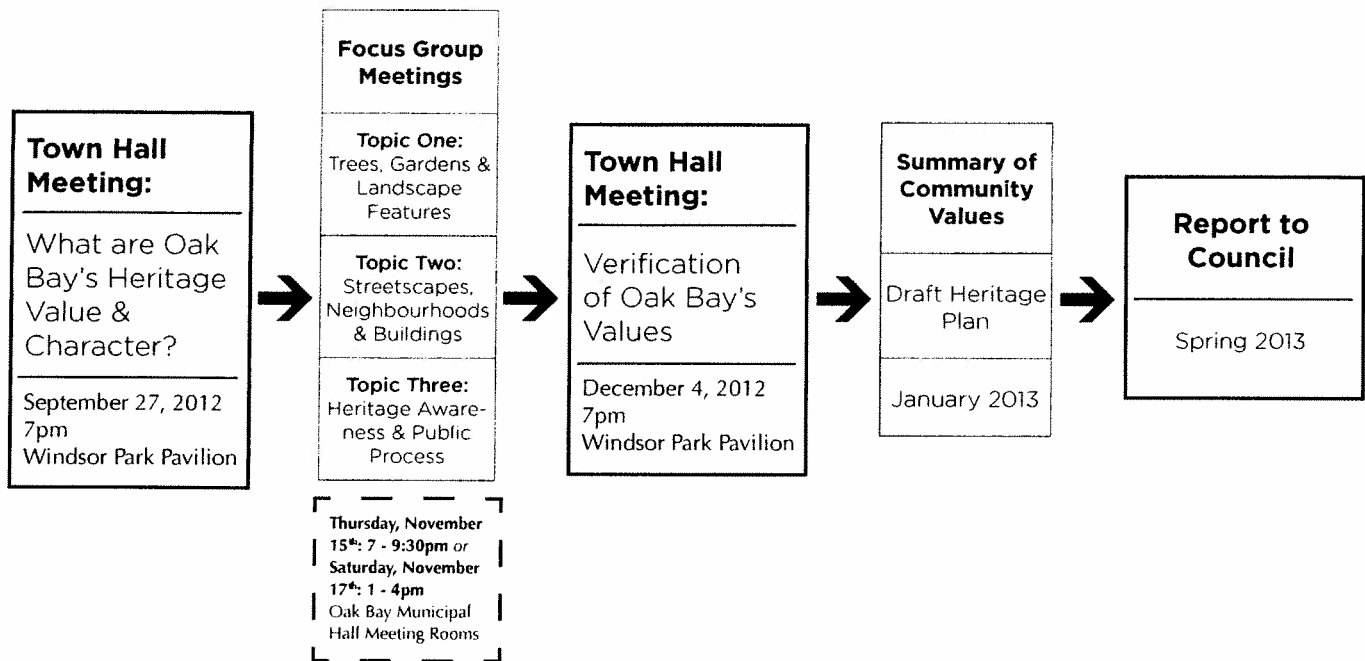 Town Hall
Meeting:
What are Oak
Bay's Heritage
Value &
Character?
September 27, 2012
7pm
Windsor Park Pavilion
Focus Group
Meetings
Topic One:
Trees, Gardens &
Landscape
Features
Topic Two:
Streetscapes,
Neighbourhoods
& Buildings
Topic Three:
Heritage Aware-
ness & Public
Process
Thursday, November
15th: 7 - 9:30pm or
Saturday, November
17th: 1 - 4pm
Oak Bay Municipal
Hall Meeting Rooms
Town Hall
Meeting:
Verification
of Oak Bay's
Values
December 4, 2012
7pm
Windsor Park Pavilion
Summary of
Community
Values
Draft Heritage
Plan
January 2013
Report to
Council
Spring 2013